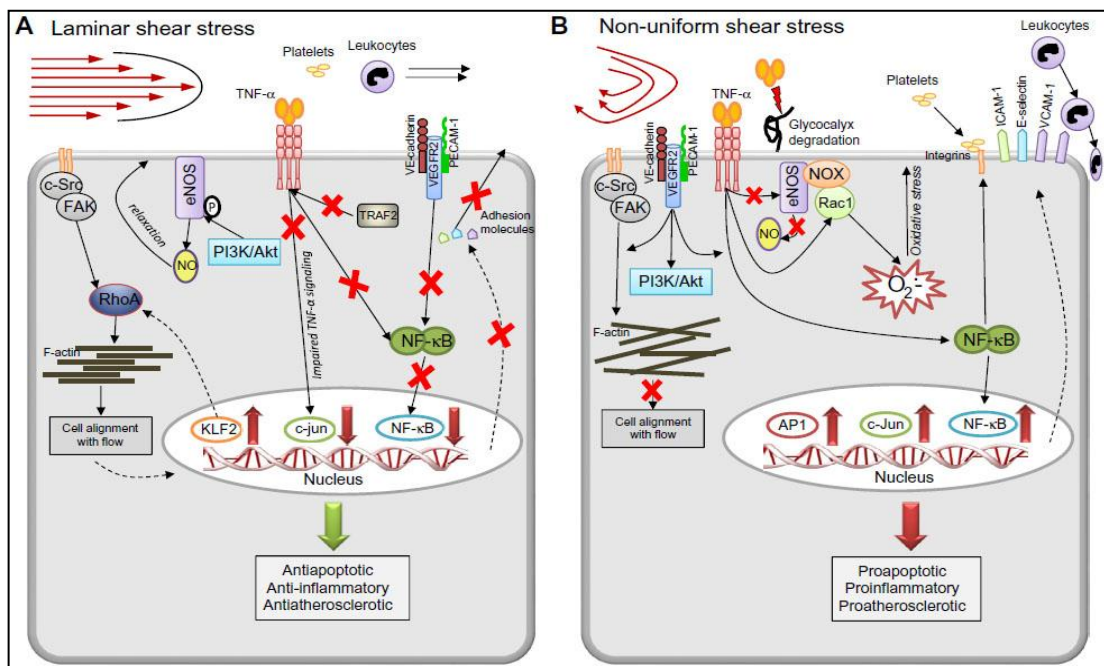 A Laminar shear stress
Platelets
Leukocytes
TNF-α
VE-cadherin
VEGFR2
PECAM-1
c-Src
FAK
relaxation
eNOS
P
NO
PI3K/Akt
TRAF2
Adhesion
molecules
RhoA
Impaired TNF-α signaling
F-actin
NF-κB
Cell alignment
with flow
KLF2
c-jun
NF-κB
Nucleus
Antiapoptotic
Anti-inflammatory
Antiatherosclerotic
B Non-uniform shear stress
Leukocytes
Platelets
TNF-α
Glycocalyx
degradation
ICAM-1
E-selectin
VCAM-1
Integrins
VE-cadherin
VEGFR2
PECAM-1
c-Src
FAK
eNOS
NOX
Rac1
NO
Oxidative stress
PI3K/Akt
O2·-
F-actin
NF-κB
Cell alignment
with flow
AP1
c-Jun
NF-κB
Nucleus
Proapoptotic
Proinflammatory
Proatherosclerotic